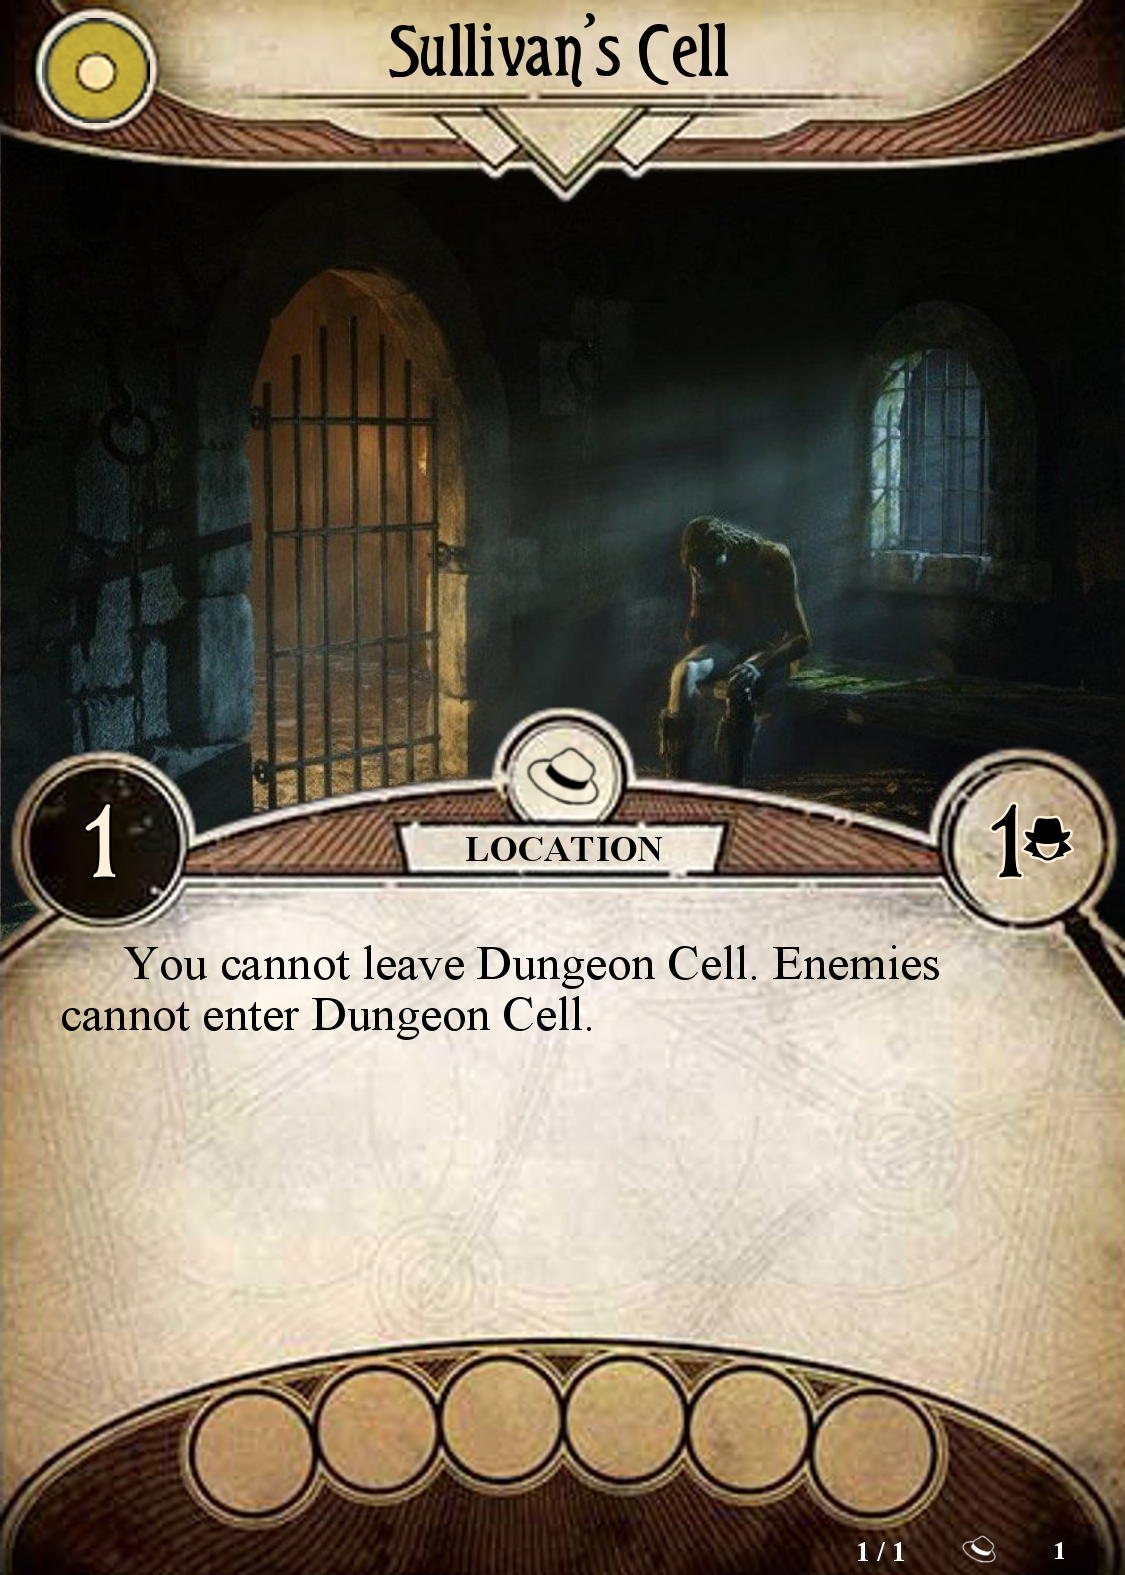 Sullivan's Cell
1
LOCATION
1
You cannot leave Dungeon Cell. Enemies
cannot enter Dungeon Cell.
1 / 1
1